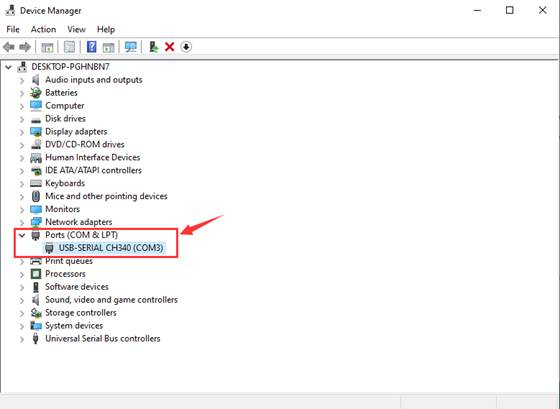 Device Manager
File Action View Help
DESKTOP-PGHNBN7
Audio inputs and outputs
Batteries
Computer
Disk drives
Display adapters
DVD/CD-ROM drives
Human Interface Devices
IDE ATA/ATAPI controllers
Keyboards
Mice and other pointing devices
Monitors
Network adapters
Ports (COM & LPT)
USB-SERIAL CH340 (COM3)
Print queues
Processors
Software devices
Sound, video and game controllers
Storage controllers
System devices
Universal Serial Bus controllers